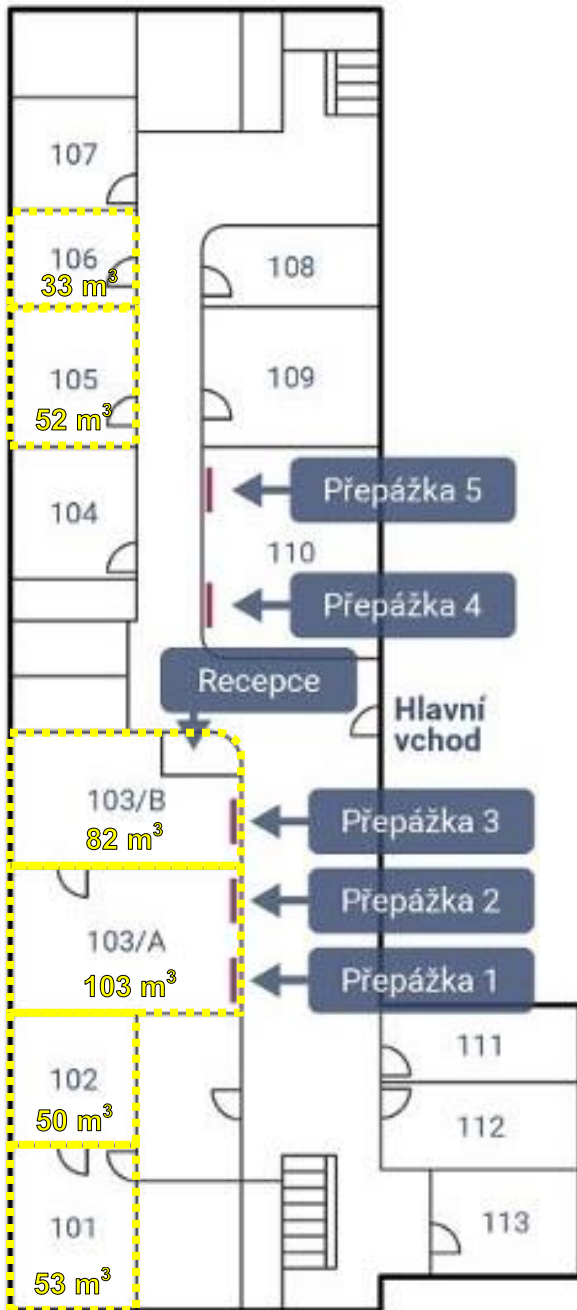 107
106
33 m³
108
105
52 m³
109
104
Přepážka 5
110
Přepážka 4
Recepce
Hlavní
vchod
103/B
82 m³
Přepážka 3
Přepážka 2
103/A
103 m³
Přepážka 1
111
102
50 m³
112
101
53 m³
113